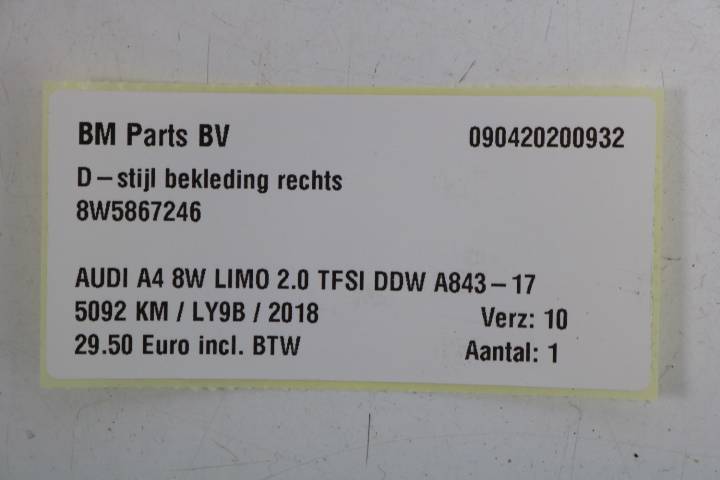 BM Parts BV 090420200932
D-stijl bekleding rechts
8W5867246
AUDI A4 8W LIMO 2.0 TFSI DDW A843-17
5092 KM / LY9B / 2018 Verz: 10
29.50 Euro incl. BTW Aantal: 1